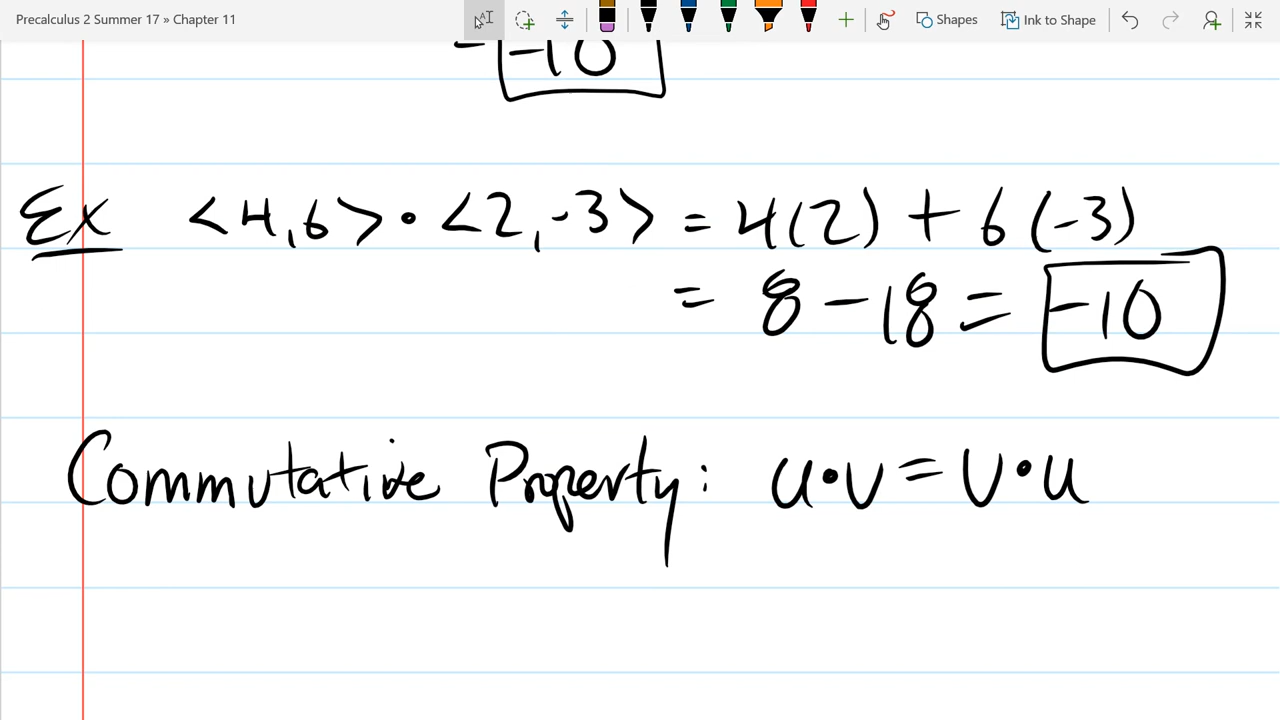 Precalculus 2 Summer 17 » Chapter 11
Shapes
Ink to Shape
-10
Ex <4,6> • <2,-3> = 4(2) + 6(-3)
= 8 - 18 = -10
Commutative Property: u•v = v•u